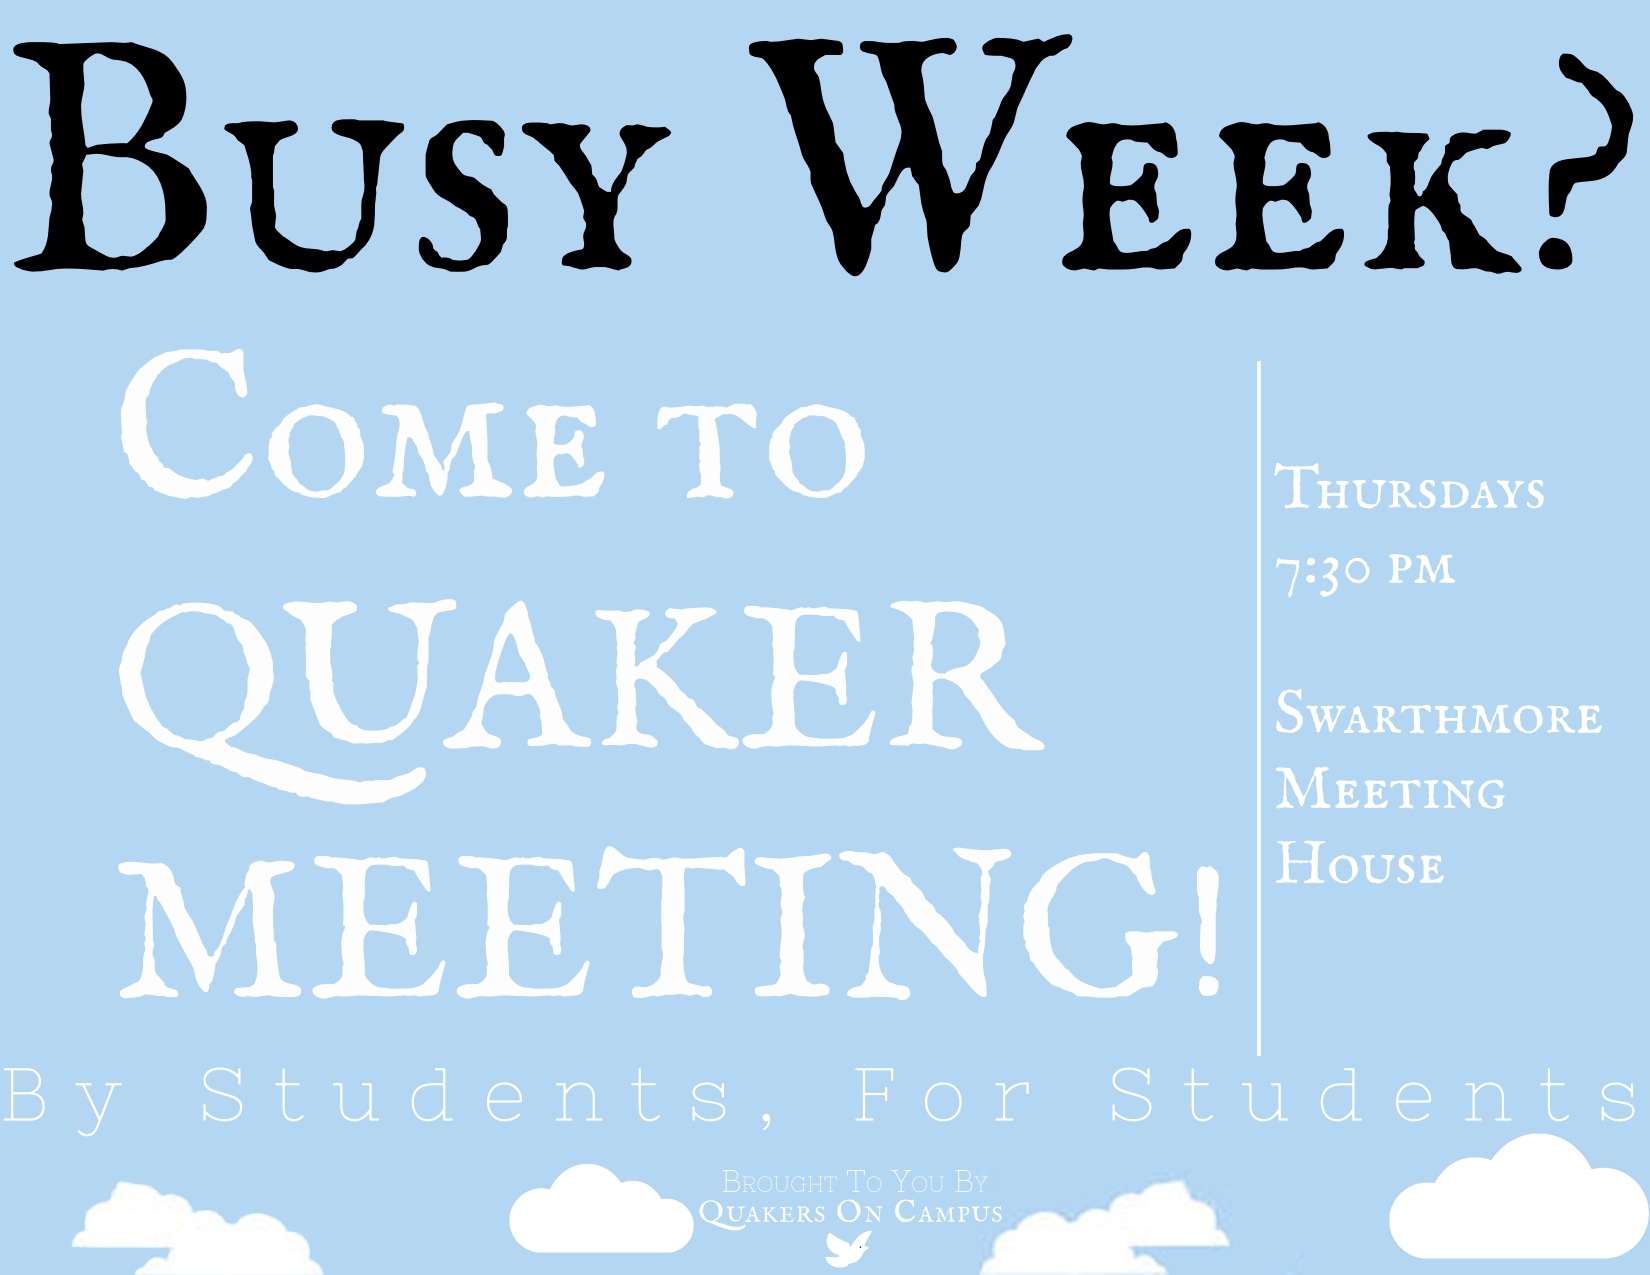 Busy Week?
Come to
QUAKER
MEETING!
Thursdays
7:30 pm
Swarthmore
Meeting
House
By Students, For Students
Brought To You By
Quakers On Campus